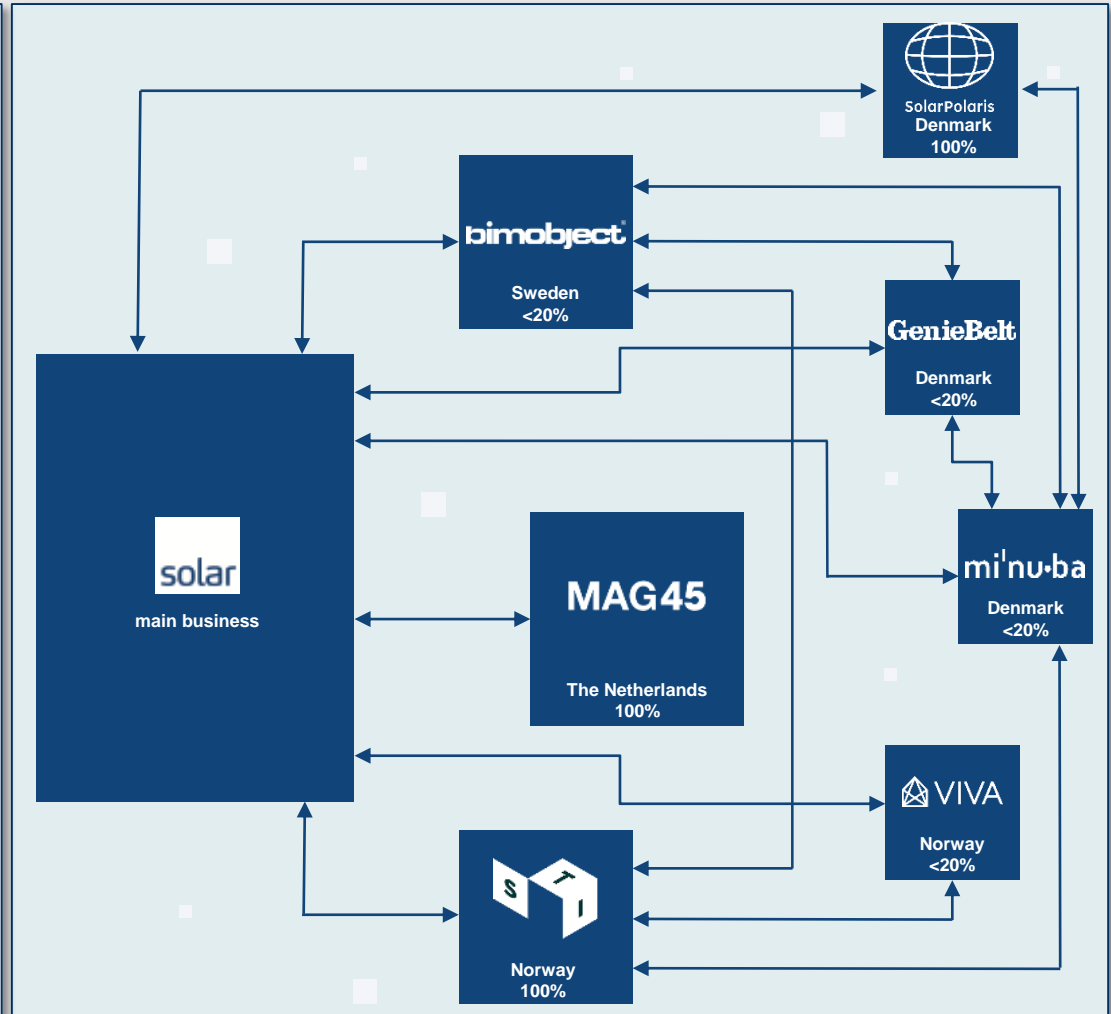 SolarPolaris
Denmark
100%
bimobject®
Sweden
<20%
GenieBelt
Denmark
<20%
solar
main business
MAG45
The Netherlands
100%
mi'nu·ba
Denmark
<20%
VIVA
Norway
<20%
S T I
Norway
100%